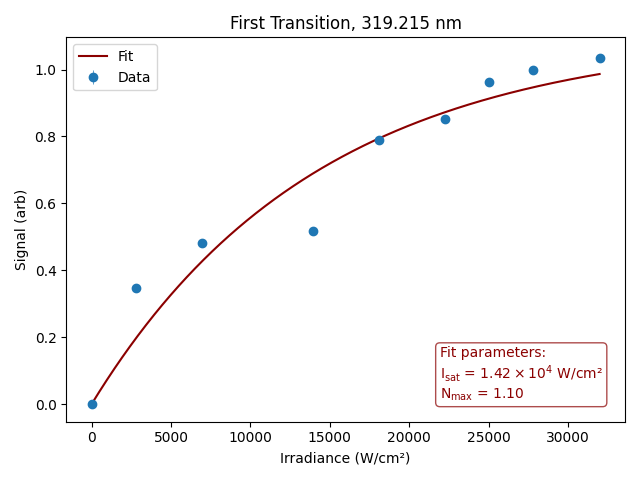 First Transition, 319.215 nm
Fit
Data
Signal (arb)
1.0
0.8
0.6
0.4
0.2
0.0
Fit parameters:
I_sat = 1.42 × 10^4 W/cm²
N_max = 1.10
0 5000 10000 15000 20000 25000 30000
Irradiance (W/cm²)